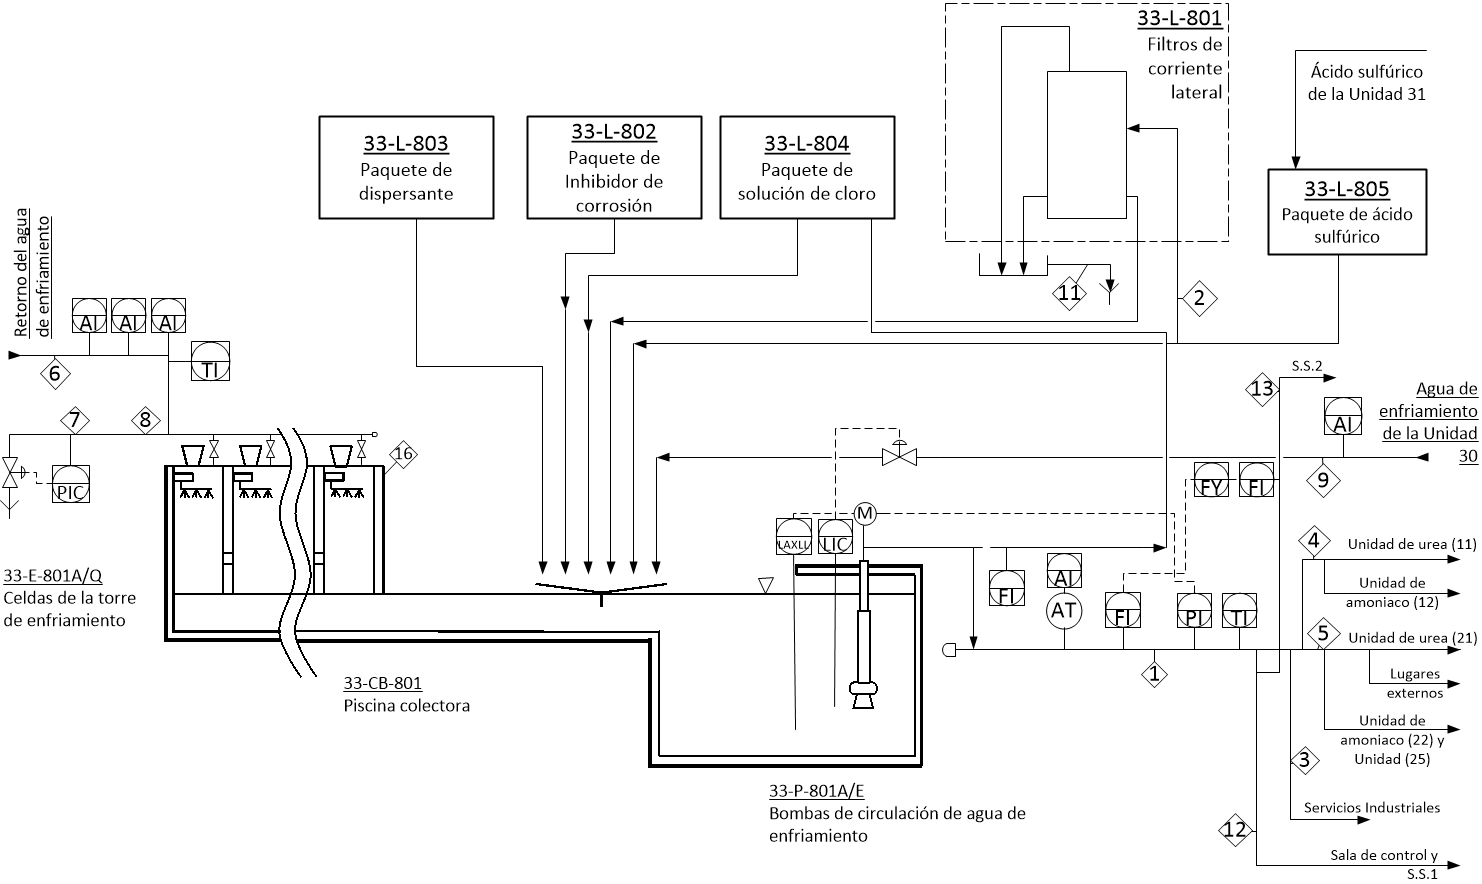 33-L-801
Filtros de
corriente
lateral
Ácido sulfúrico
de la Unidad 31
33-L-803
Paquete de
dispersante
33-L-802
Paquete de
Inhibidor de
corrosión
33-L-804
Paquete de
solución de cloro
33-L-805
Paquete de ácido
sulfúrico
Retorno del agua
de enfriamiento
AI
AI
AI
TI
6
7
8
PIC
16
11
2
S.S.2
13
Agua de
enfriamiento
de la Unidad
30
AI
9
FY
FI
M
LAXLL
LIC
FI
AI
AT
FI
PI
TI
4
Unidad de urea (11)
Unidad de
amoniaco (12)
5
Unidad de urea (21)
Lugares
externos
Unidad de
amoniaco (22) y
Unidad (25)
1
3
Servicios Industriales
12
Sala de control y
S.S.1
33-E-801A/Q
Celdas de la torre
de enfriamiento
33-CB-801
Piscina colectora
33-P-801A/E
Bombas de circulación de agua de
enfriamiento